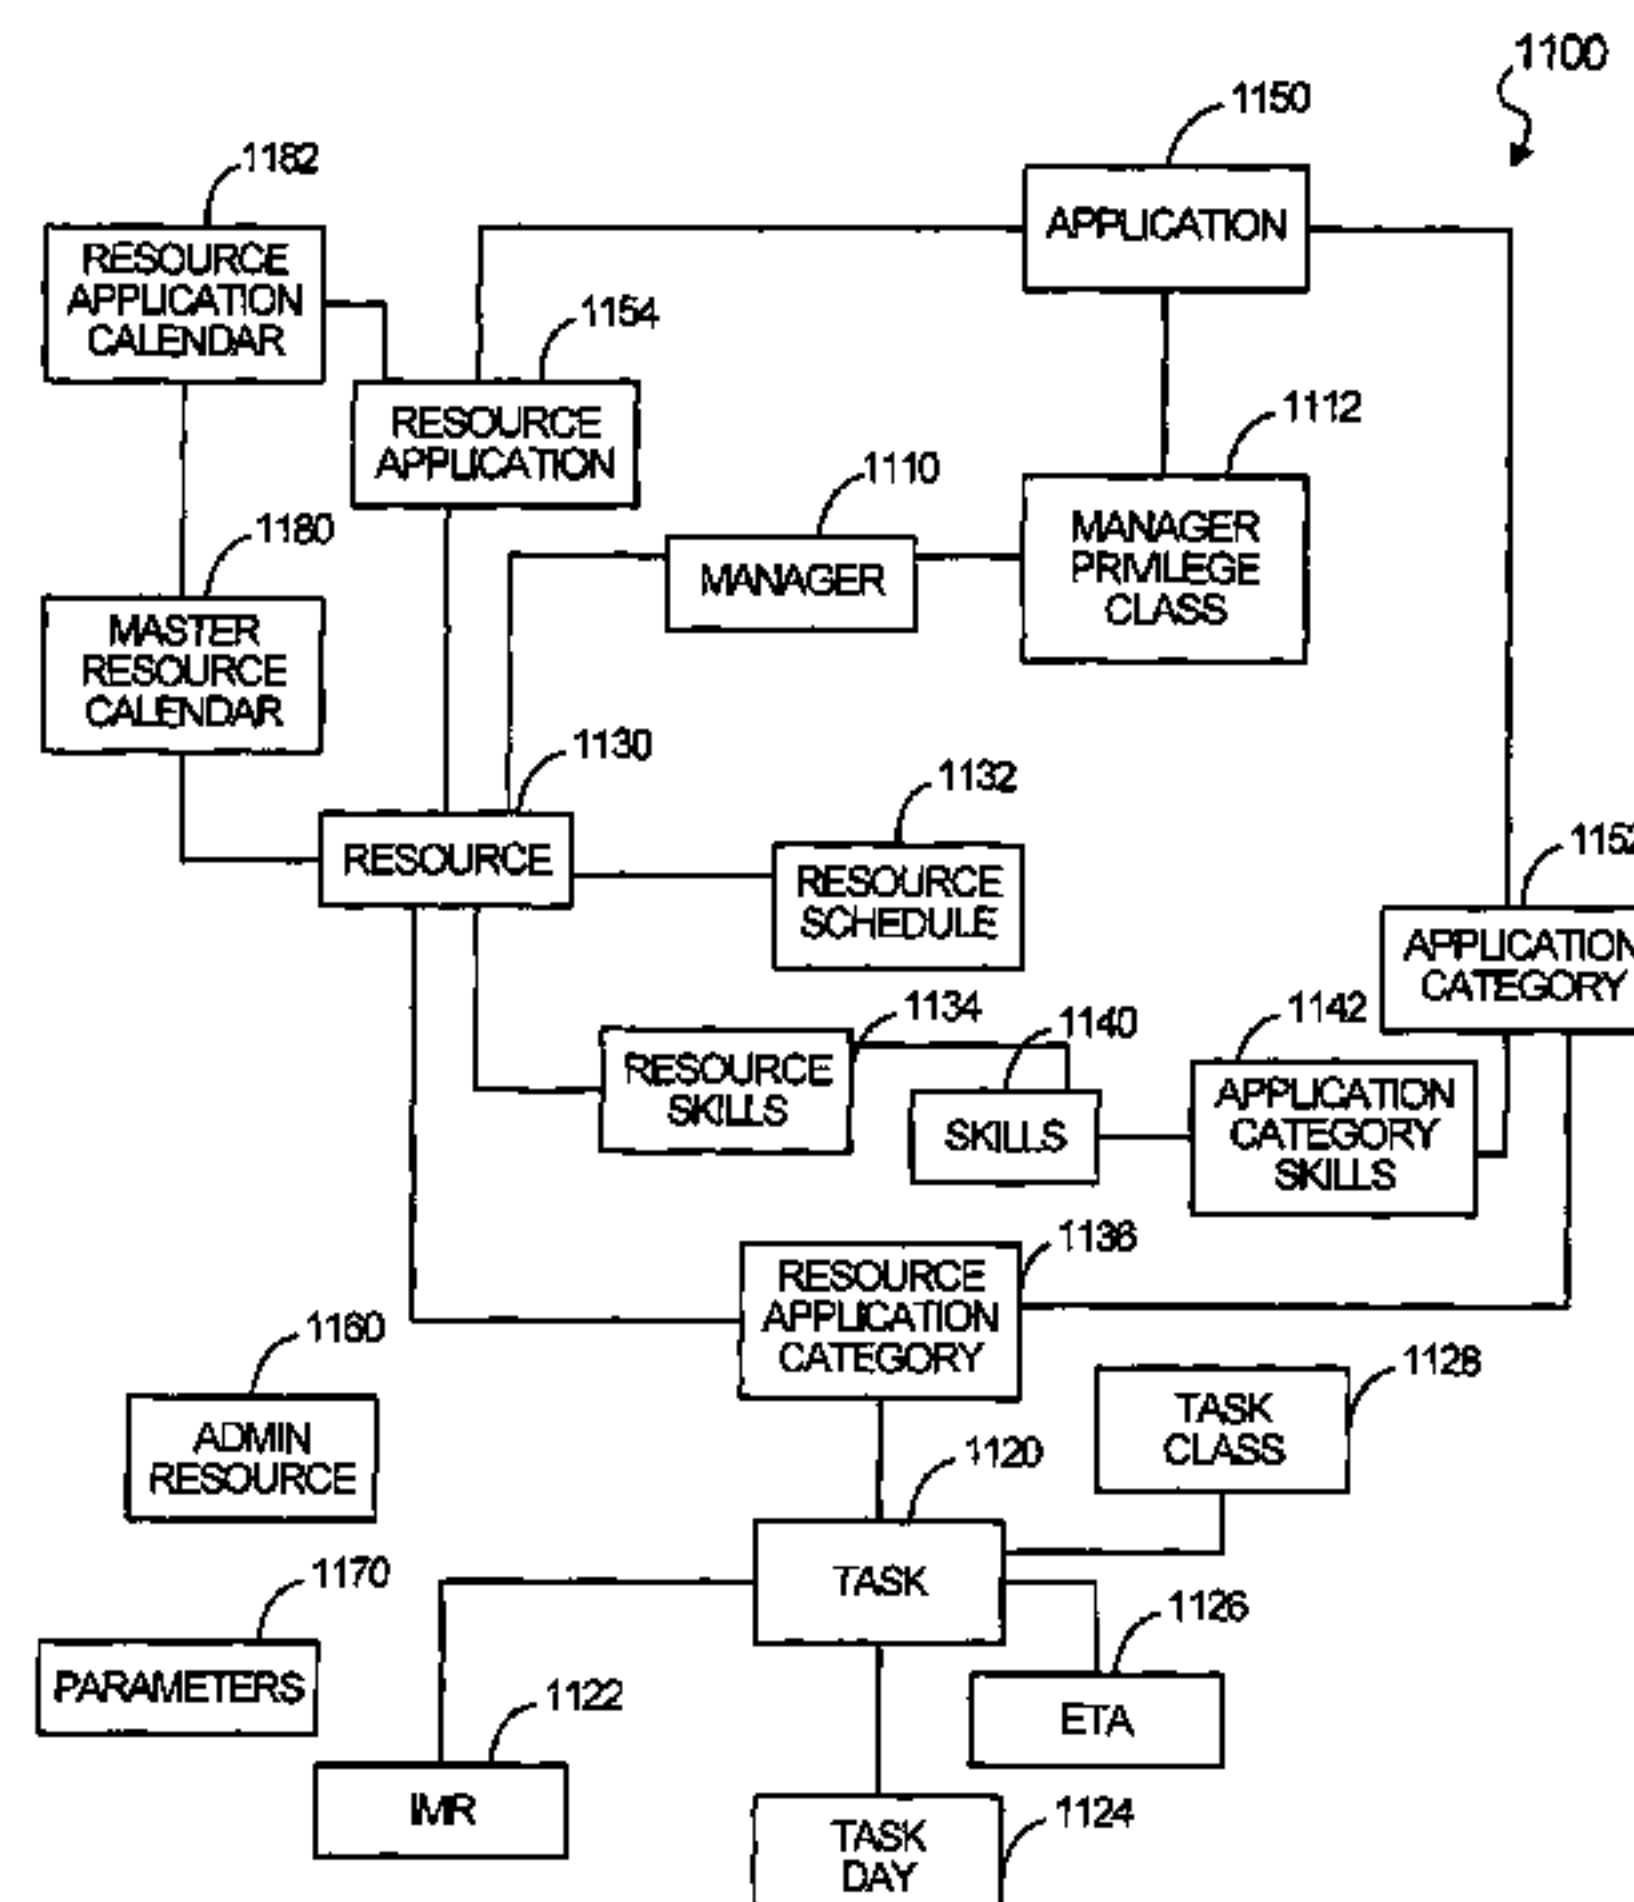 1100
1150
APPLICATION
1182
RESOURCE
APPLICATION
CALENDAR
1154
RESOURCE
APPLICATION
1112
MANAGER
PRIVILEGE
CLASS
1110
MANAGER
1180
MASTER
RESOURCE
CALENDAR
1130
RESOURCE
1132
RESOURCE
SCHEDULE
1152
APPLICATION
CATEGORY
1134
RESOURCE
SKILLS
1140
SKILLS
1142
APPLICATION
CATEGORY
SKILLS
1136
RESOURCE
APPLICATION
CATEGORY
1160
ADMIN
RESOURCE
1128
TASK
CLASS
1120
TASK
1170
PARAMETERS
1126
ETA
1122
IMR
1124
TASK
DAY